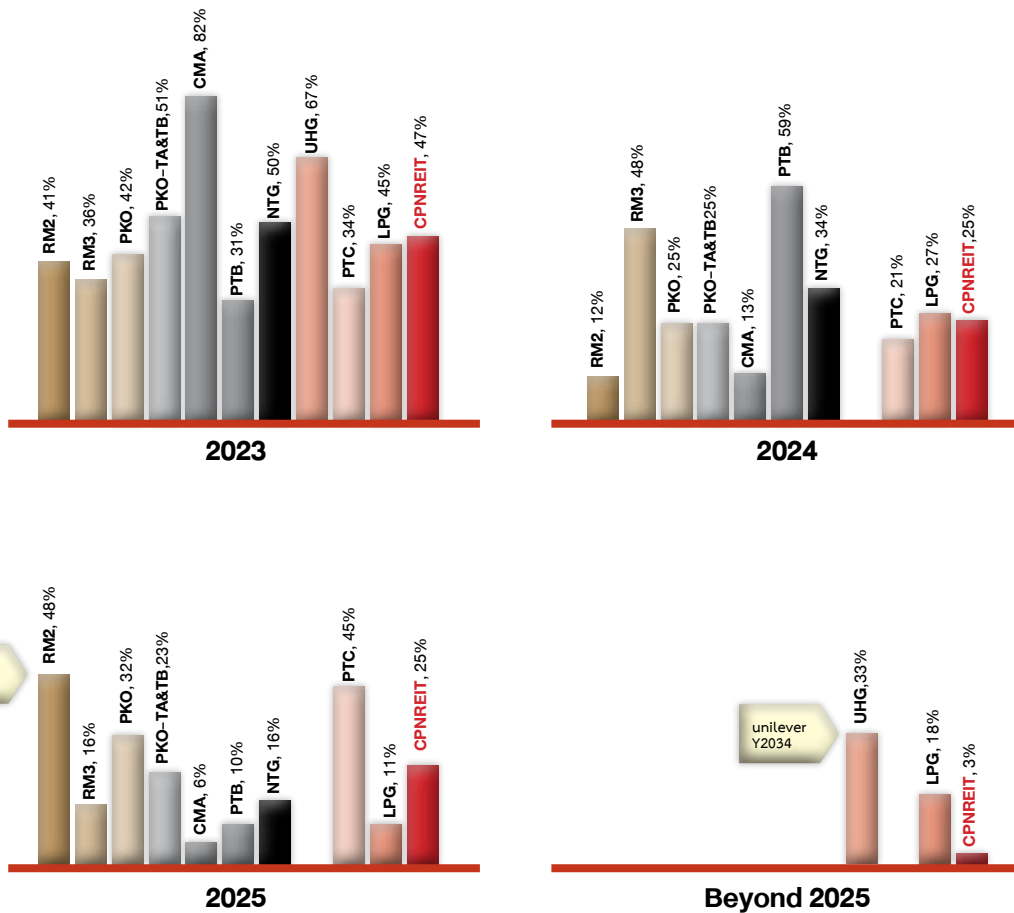 RM2, 41%
RM3, 36%
PKO, 42%
PKO-TA&TB,51%
CMA, 82%
PTB, 31%
NTG, 50%
UHG, 67%
PTC, 34%
LPG, 45%
CPNREIT, 47%
2023
RM2, 12%
RM3, 48%
PKO, 25%
PKO-TA&TB25%
CMA, 13%
PTB, 59%
NTG, 34%
PTC, 21%
LPG, 27%
CPNREIT,25%
2024
RM2, 48%
RM3, 16%
PKO, 32%
PKO-TA&TB,23%
CMA, 6%
PTB, 10%
NTG, 16%
PTC, 45%
LPG, 11%
CPNREIT, 25%
2025
unilever
Y2034
UHG,33%
LPG, 18%
CPNREIT, 3%
Beyond 2025